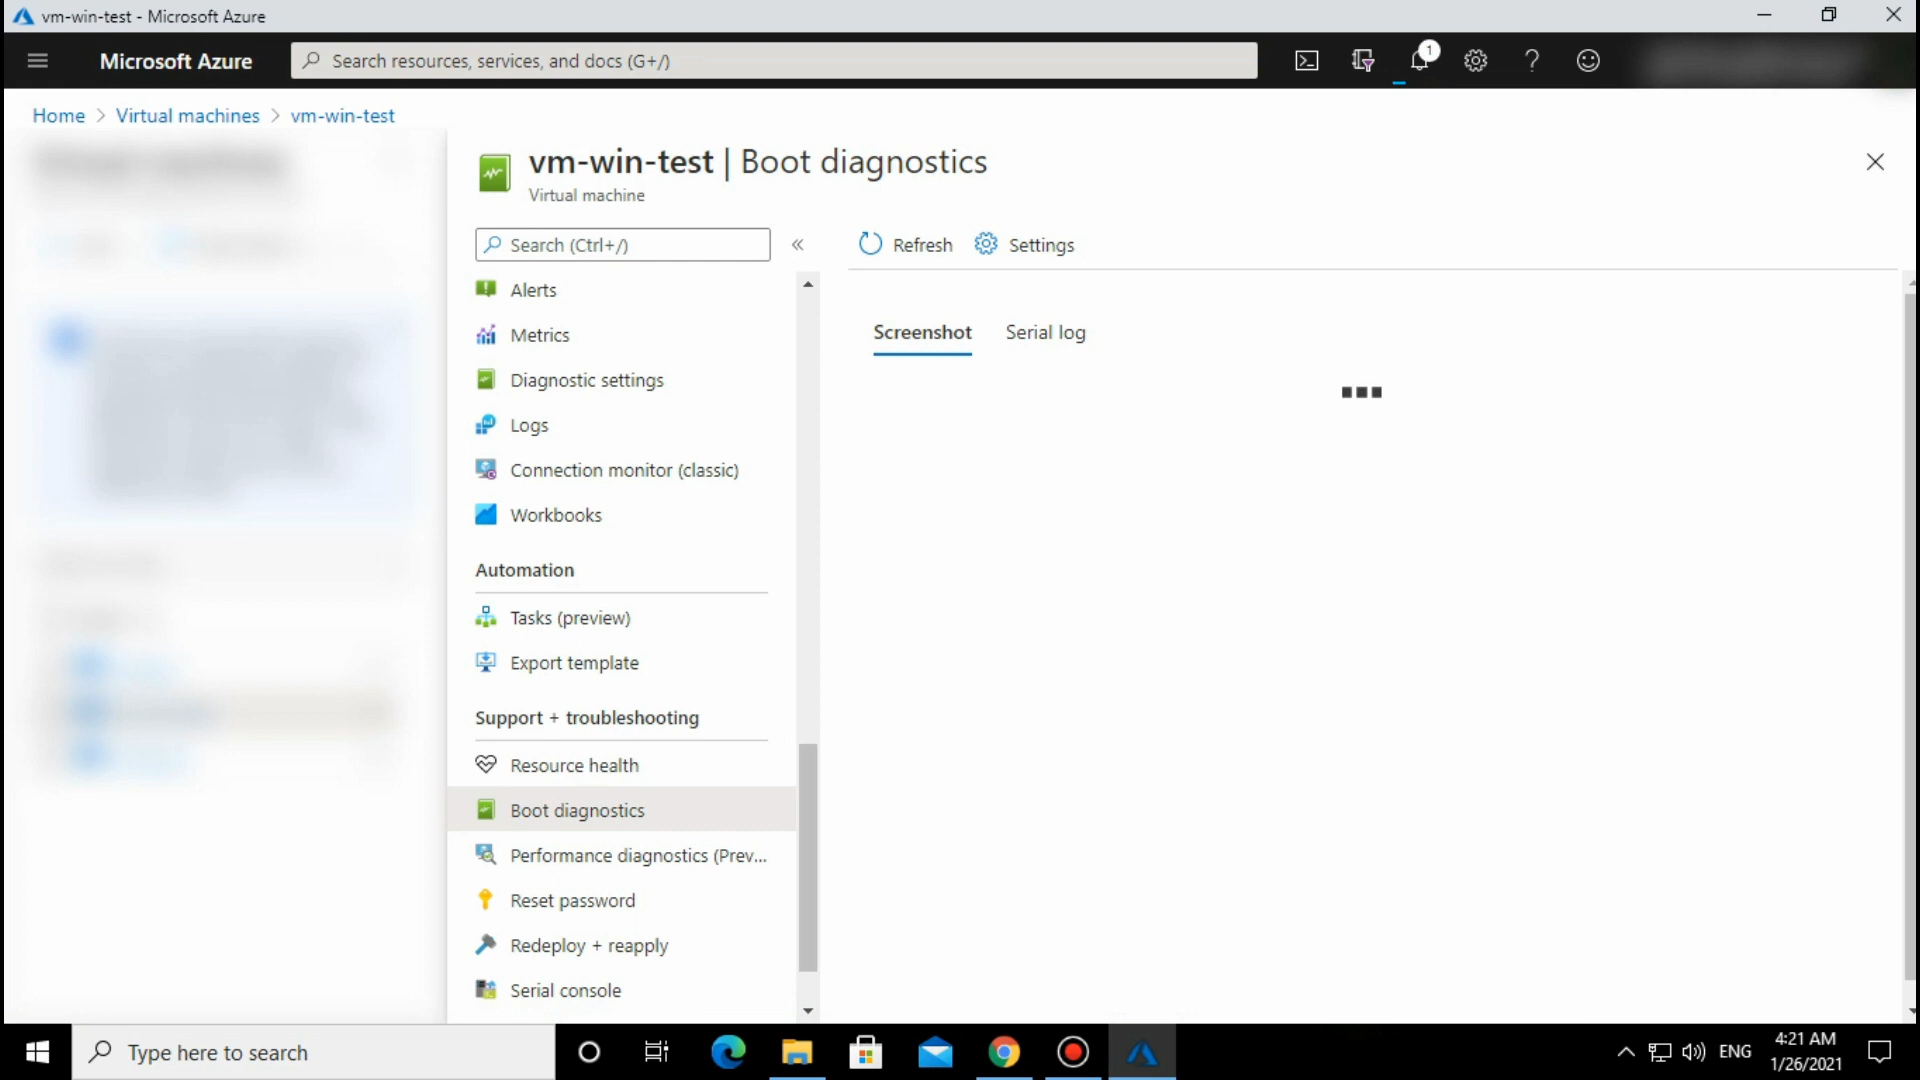 vm-win-test - Microsoft Azure
Microsoft Azure
Search resources, services, and docs (G+/)
1
Home > Virtual machines > vm-win-test
vm-win-test | Boot diagnostics
Virtual machine
Search (Ctrl+/)
Refresh
Settings
Alerts
Metrics
Diagnostic settings
Logs
Connection monitor (classic)
Workbooks
Automation
Tasks (preview)
Export template
Support + troubleshooting
Resource health
Boot diagnostics
Performance diagnostics (Prev...
Reset password
Redeploy + reapply
Serial console
Screenshot
Serial log
Type here to search
ENG
4:21 AM
1/26/2021